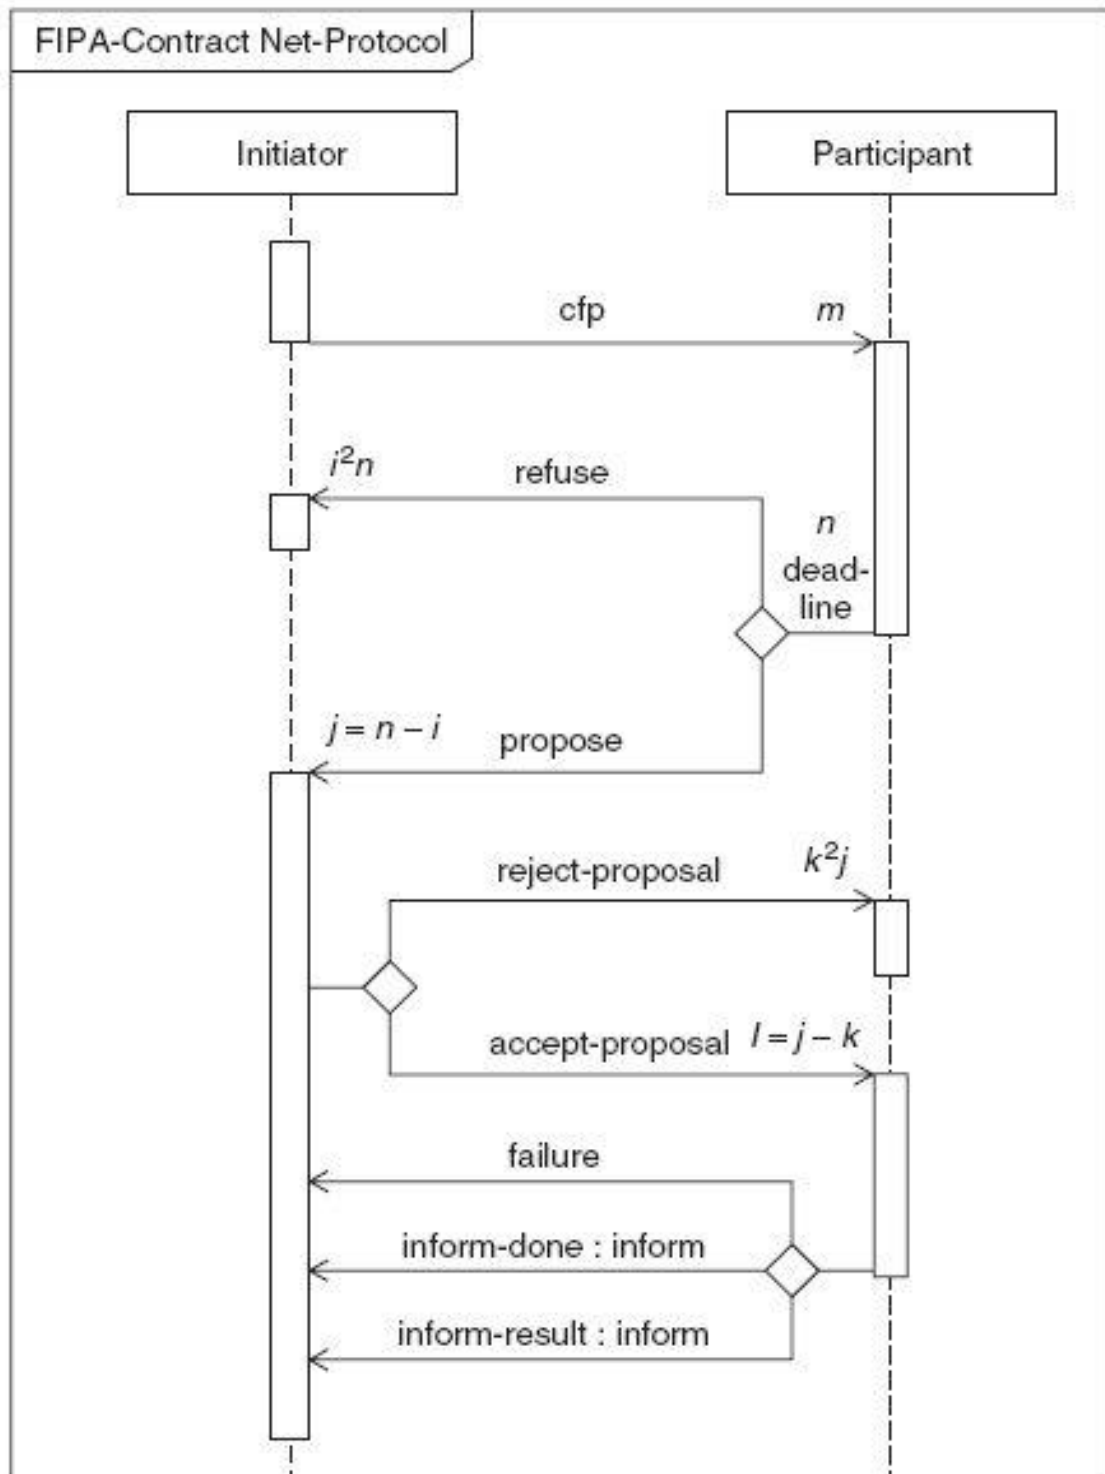 FIPA-Contract Net-Protocol
Initiator
Participant
cfp
m
i²n
refuse
n
dead-
line
j = n – i
propose
reject-proposal
k²j
accept-proposal
l = j – k
failure
inform-done : inform
inform-result : inform